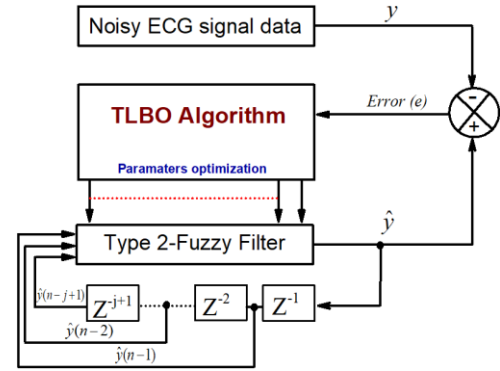 Noisy ECG signal data
y
-
+
Error (e)
TLBO Algorithm
Paramaters optimization
Type 2-Fuzzy Filter
ŷ
ŷ(n-j+1)
Z^{-j+1}
Z^{-2}
Z^{-1}
ŷ(n-2)
ŷ(n-1)